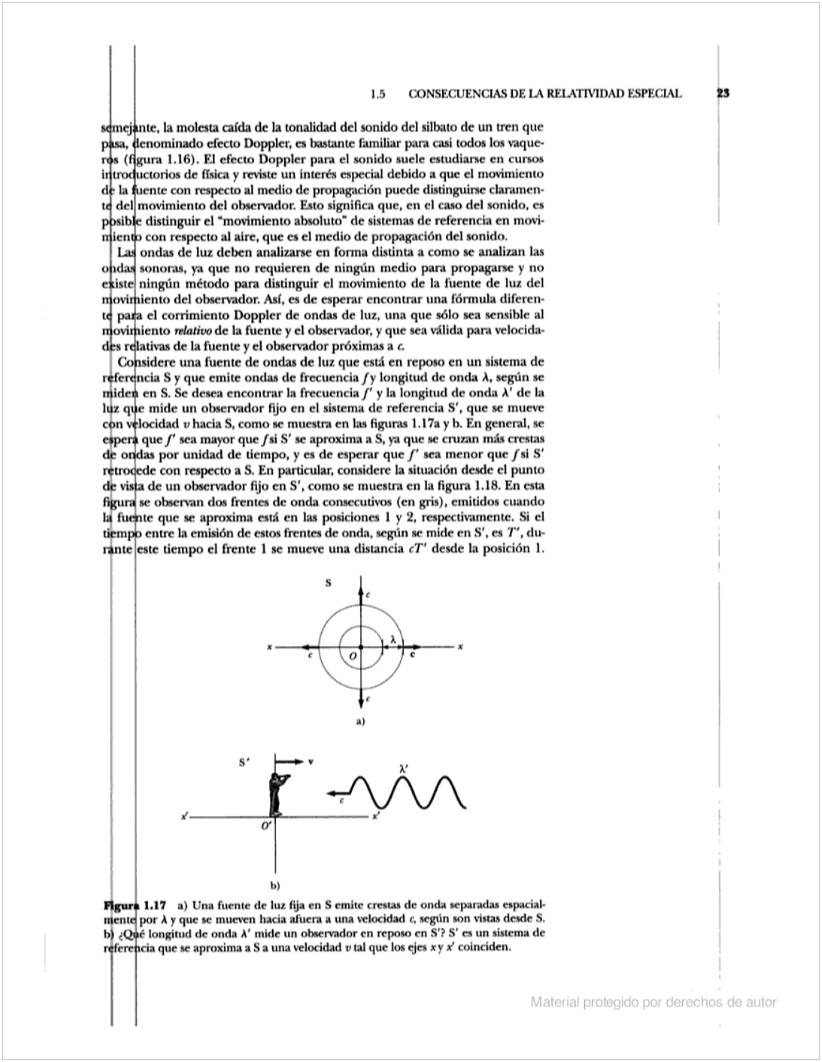 1.5 CONSECUENCIAS DE LA RELATIVIDAD ESPECIAL 23
semejante, la molesta caída de la tonalidad del sonido del silbato de un tren que
pasa, denominado efecto Doppler, es bastante familiar para casi todos los vaque-
ros (figura 1.16). El efecto Doppler para el sonido suele estudiarse en cursos
introductorios de física y reviste un interés especial debido a que el movimiento
de la fuente con respecto al medio de propagación puede distinguirse claramen-
te del movimiento del observador. Esto significa que, en el caso del sonido, es
posible distinguir el "movimiento absoluto" de sistemas de referencia en movi-
miento con respecto al aire, que es el medio de propagación del sonido.
Las ondas de luz deben analizarse en forma distinta a como se analizan las
ondas sonoras, ya que no requieren de ningún medio para propagarse y no
existe ningún método para distinguir el movimiento de la fuente de luz del
movimiento del observador. Así, es de esperar encontrar una fórmula diferen-
te para el corrimiento Doppler de ondas de luz, una que sólo sea sensible al
movimiento relativo de la fuente y el observador, y que sea válida para velocida-
des relativas de la fuente y el observador próximas a c.
Considere una fuente de ondas de luz que está en reposo en un sistema de
referencia S y que emite ondas de frecuencia f y longitud de onda λ, según se
miden en S. Se desea encontrar la frecuencia f′ y la longitud de onda λ′ de la
luz que mide un observador fijo en el sistema de referencia S′, que se mueve
con velocidad v hacia S, como se muestra en las figuras 1.17a y b. En general, se
espera que f′ sea mayor que f si S′ se aproxima a S, ya que se cruzan más crestas
de ondas por unidad de tiempo, y es de esperar que f′ sea menor que f si S′
retrocede con respecto a S. En particular, considere la situación desde el punto
de vista de un observador fijo en S′, como se muestra en la figura 1.18. En esta
figura se observan dos frentes de onda consecutivos (en gris), emitidos cuando
la fuente que se aproxima está en las posiciones 1 y 2, respectivamente. Si el
tiempo entre la emisión de estos frentes de onda, según se mide en S′, es T′, du-
rante este tiempo el frente 1 se mueve una distancia cT′ desde la posición 1.
S
c
λ
x x
c O c
c
a)
S′ v
λ′
c
x′ x′
O′
b)
Figura 1.17 a) Una fuente de luz fija en S emite crestas de onda separadas espacial-
mente por λ y que se mueven hacia afuera a una velocidad c, según son vistas desde S.
b) ¿Qué longitud de onda λ′ mide un observador en reposo en S′? S′ es un sistema de
referencia que se aproxima a S a una velocidad v tal que los ejes x y x′ coinciden.
Material protegido por derechos de autor